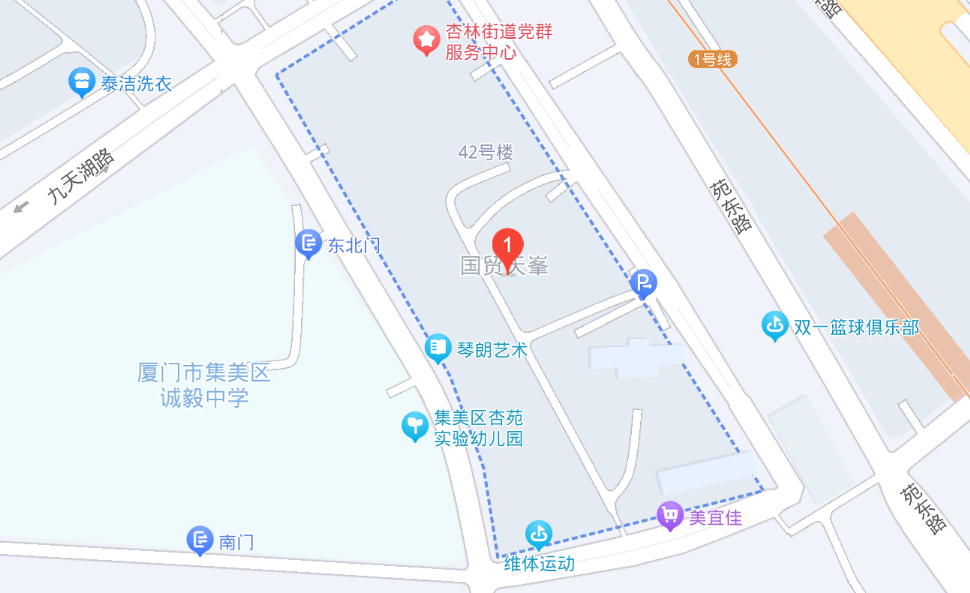 路
杏林街道党群
服务中心
1号线
泰洁洗衣
42号楼
九天湖路
苑东路
东北门
1
国贸天峯
P
双一篮球俱乐部
琴朗艺术
厦门市集美区
诚毅中学
集美区杏苑
实验幼儿园
苑东路
美宜佳
南门
维体运动